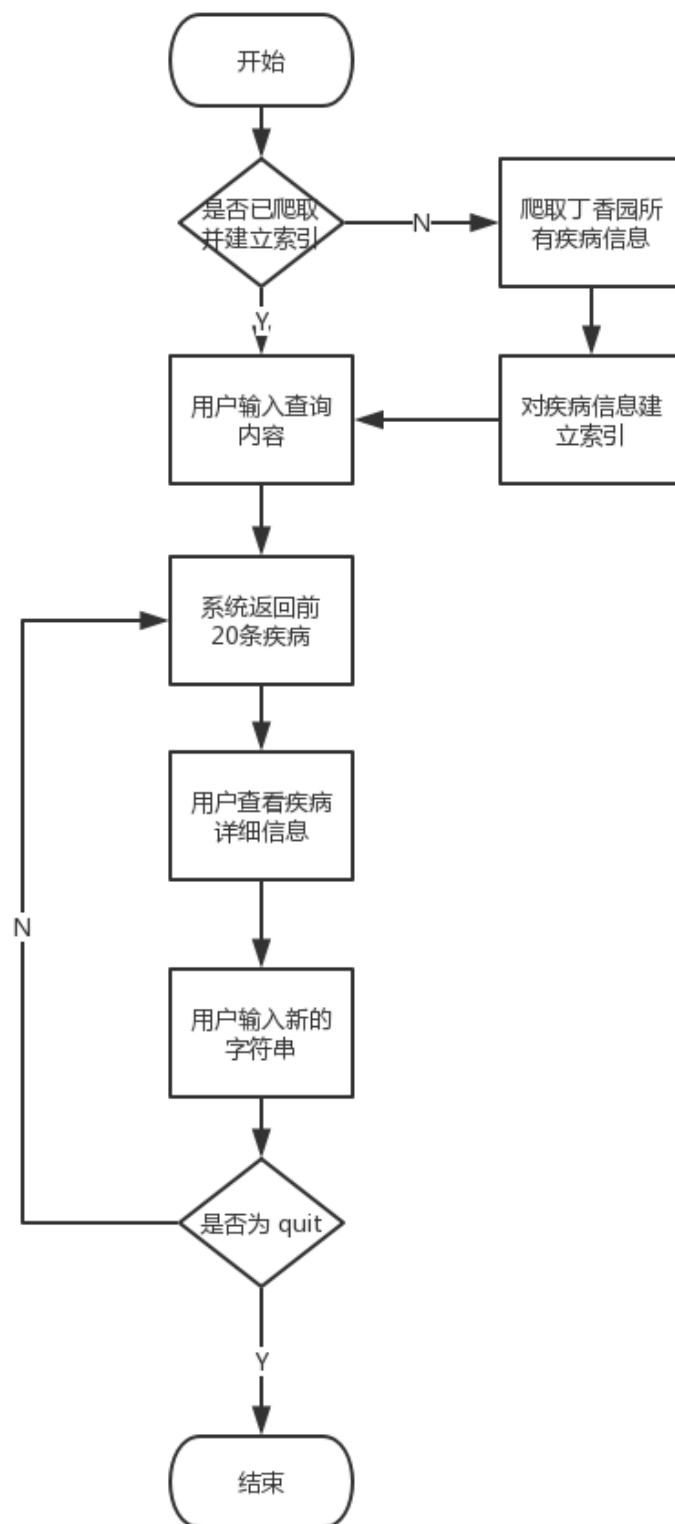 开始
是否已爬取
并建立索引
N
爬取丁香园所
有疾病信息
Y
用户输入查询
内容
对疾病信息建
立索引
系统返回前
20条疾病
用户查看疾病
详细信息
N
用户输入新的
字符串
是否为 quit
Y
结束